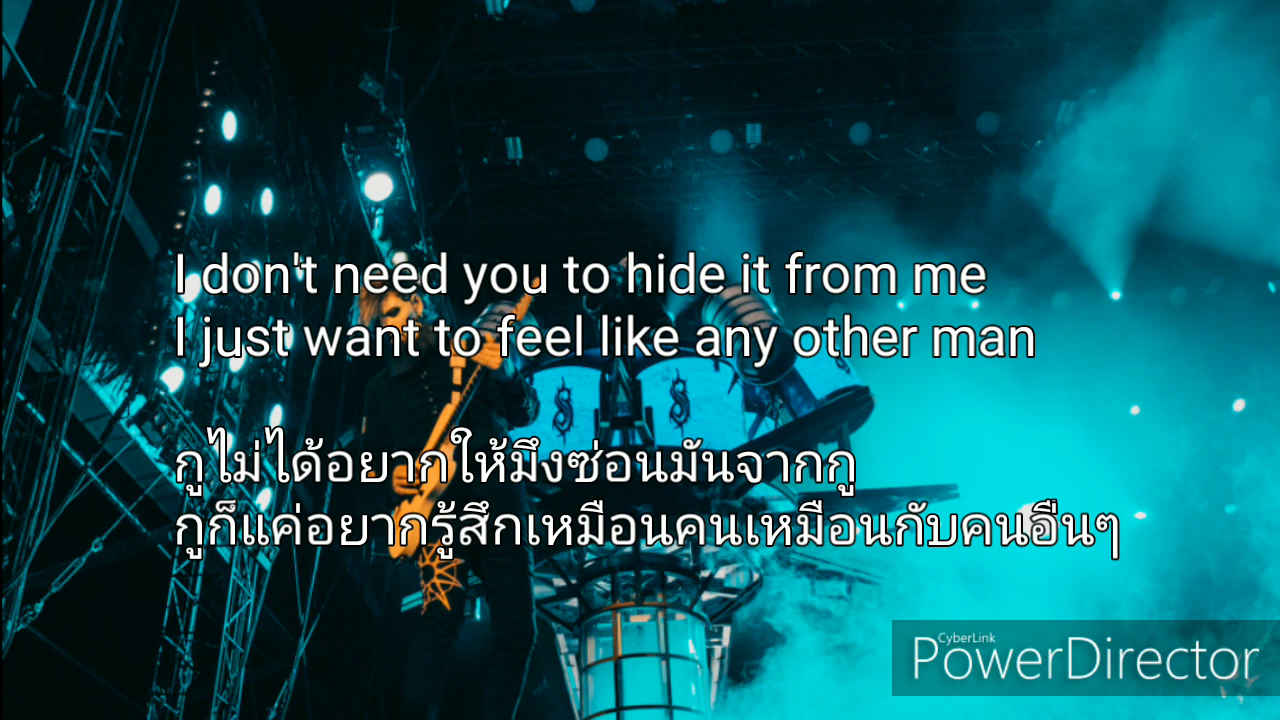 I don't need you to hide it from me
I just want to feel like any other man
กูไม่ได้อยากให้มึงซ่อนมันจากกู
กูก็แค่อยากรู้สึกเหมือนคนเหมือนกับคนอื่นๆ
CyberLink
PowerDirector